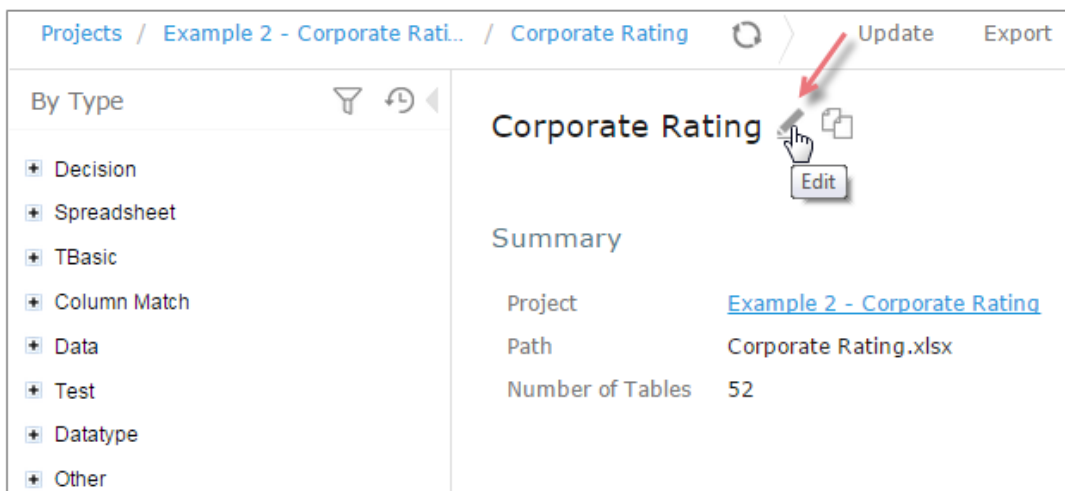 Projects / Example 2 - Corporate Rati... / Corporate Rating Update Export
By Type
Decision
Spreadsheet
TBasic
Column Match
Data
Test
Datatype
Other
Corporate Rating
Edit
Summary
Project Example 2 - Corporate Rating
Path Corporate Rating.xlsx
Number of Tables 52